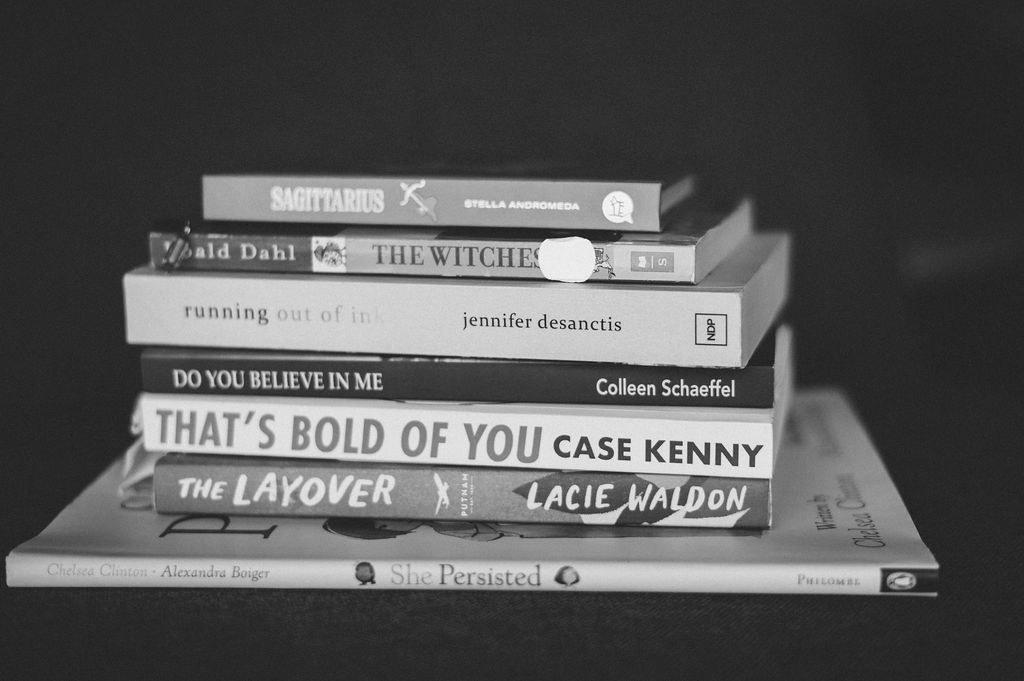 SAGITTARIUS STELLA ANDROMEDA
Roald Dahl THE WITCHES S
running out of ink jennifer desanctis NDP
DO YOU BELIEVE IN ME Colleen Schaeffel
THAT'S BOLD OF YOU CASE KENNY
THE LAYOVER PUTNAM LACIE WALDON
Written by
Chelsea Clinton
Chelsea Clinton · Alexandra Boiger She Persisted PHILOMEL